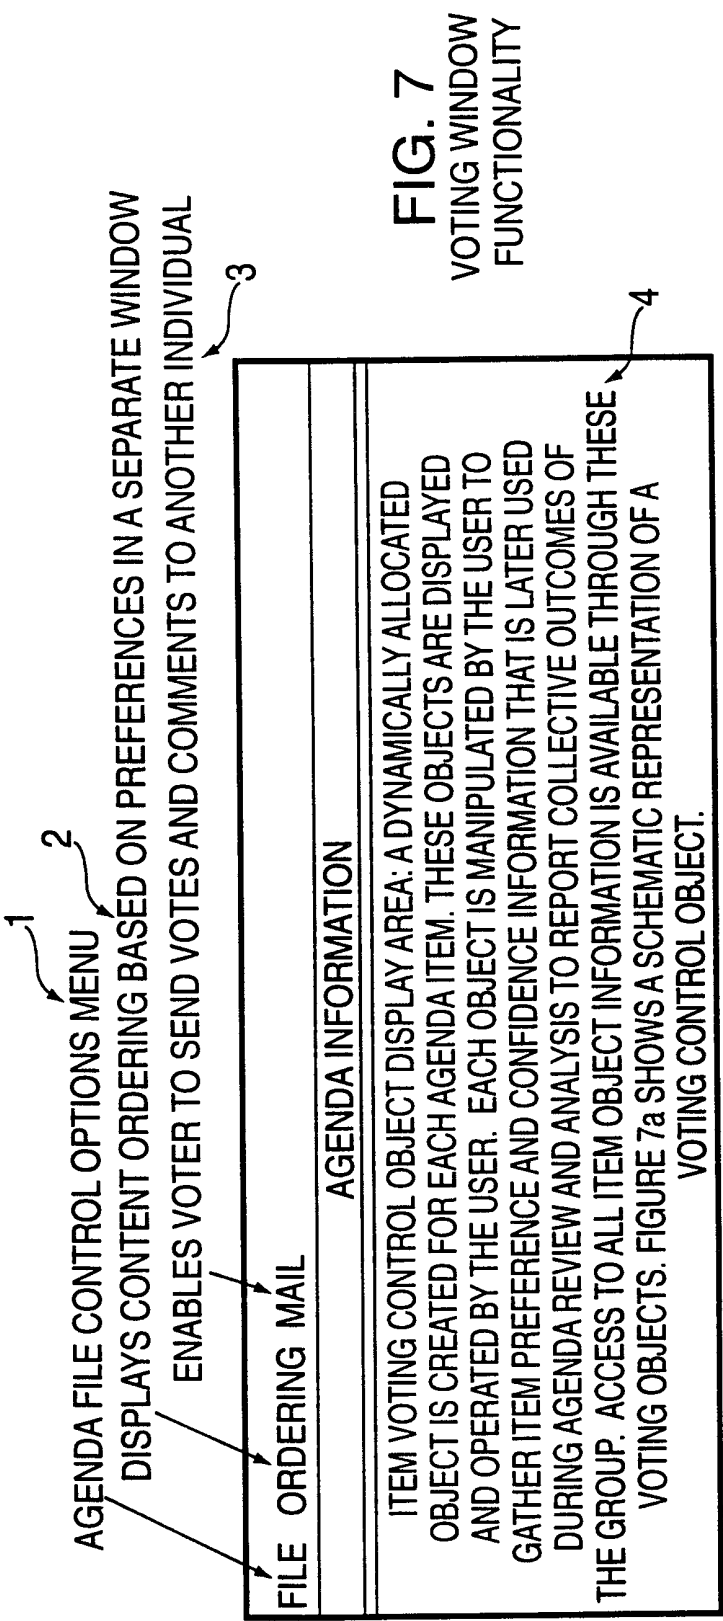 1
AGENDA FILE CONTROL OPTIONS MENU
2
DISPLAYS CONTENT ORDERING BASED ON PREFERENCES IN A SEPARATE WINDOW
ENABLES VOTER TO SEND VOTES AND COMMENTS TO ANOTHER INDIVIDUAL
3
FILE ORDERING MAIL
AGENDA INFORMATION
ITEM VOTING CONTROL OBJECT DISPLAY AREA: A DYNAMICALLY ALLOCATED
OBJECT IS CREATED FOR EACH AGENDA ITEM. THESE OBJECTS ARE DISPLAYED
AND OPERATED BY THE USER. EACH OBJECT IS MANIPULATED BY THE USER TO
GATHER ITEM PREFERENCE AND CONFIDENCE INFORMATION THAT IS LATER USED
DURING AGENDA REVIEW AND ANALYSIS TO REPORT COLLECTIVE OUTCOMES OF
THE GROUP. ACCESS TO ALL ITEM OBJECT INFORMATION IS AVAILABLE THROUGH THESE
VOTING OBJECTS. FIGURE 7a SHOWS A SCHEMATIC REPRESENTATION OF A
VOTING CONTROL OBJECT.
4
FIG. 7
VOTING WINDOW
FUNCTIONALITY